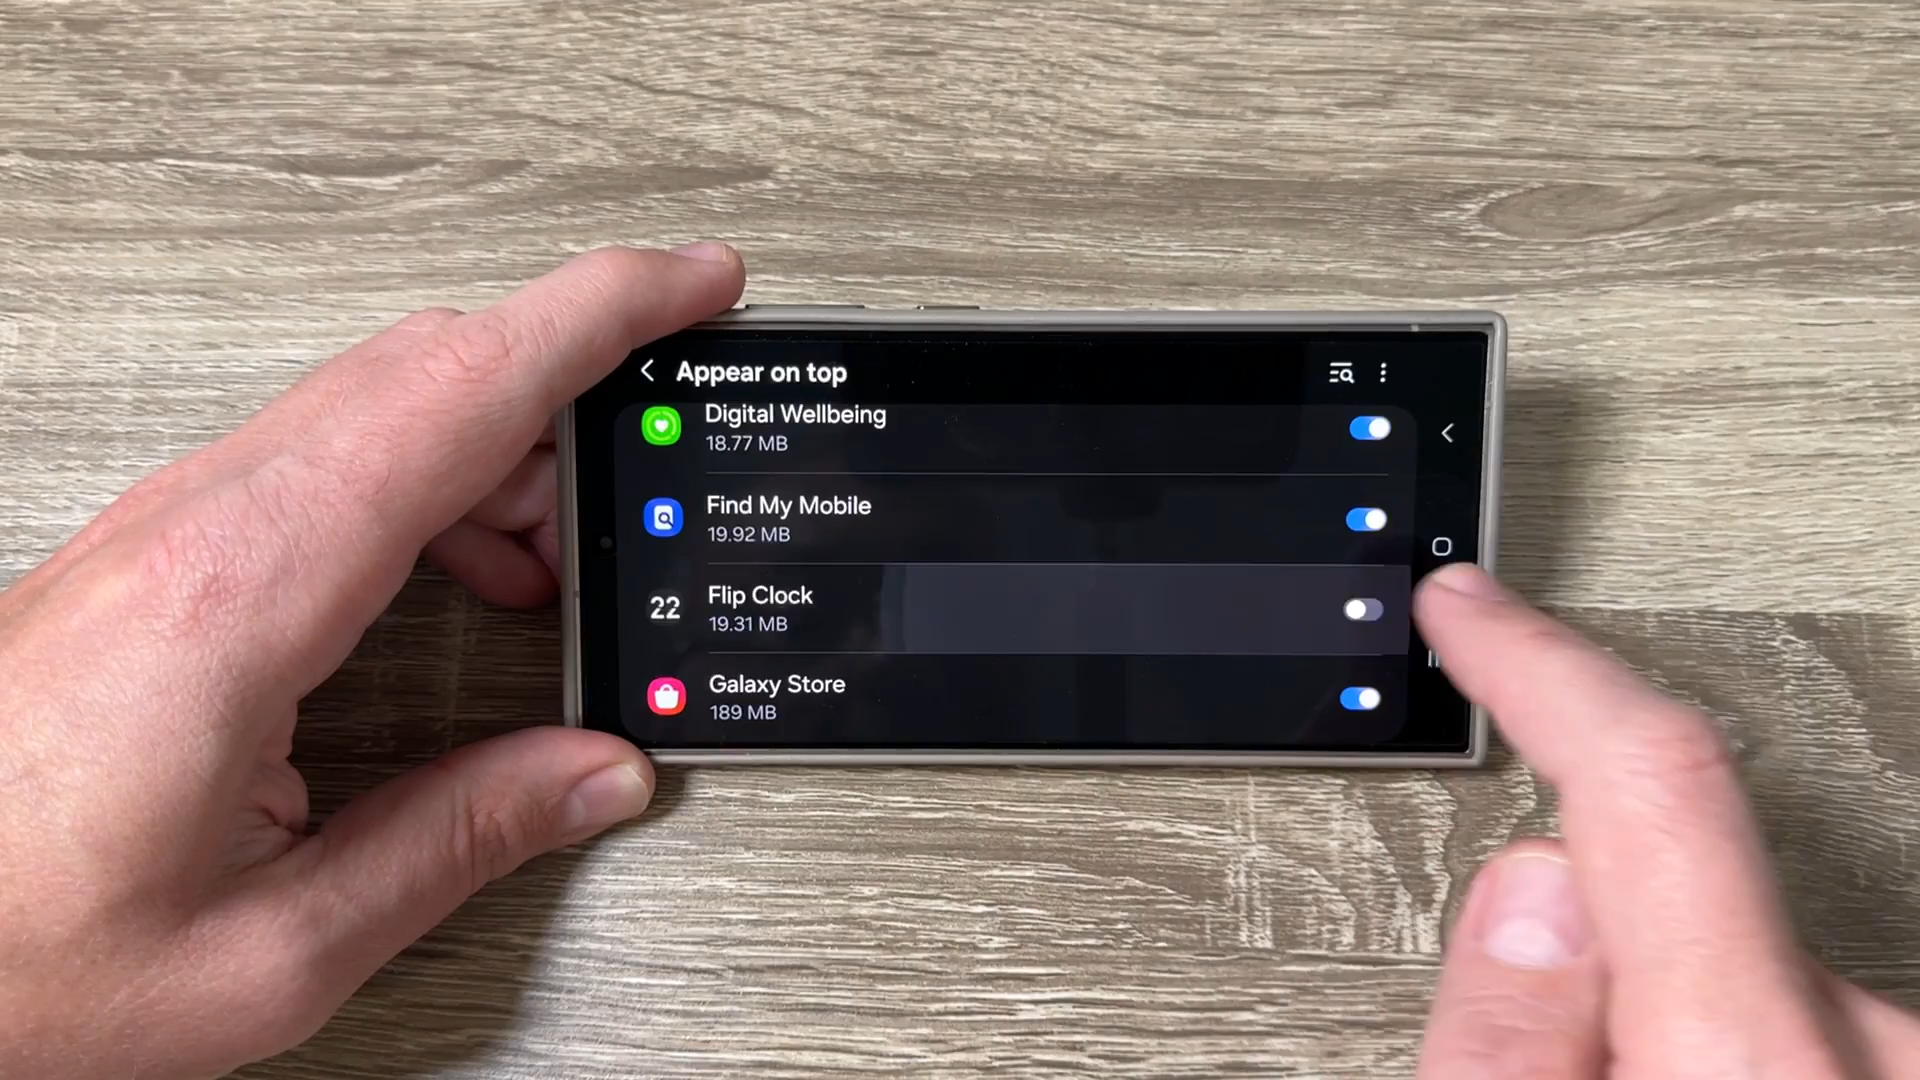 Appear on top
Digital Wellbeing
18.77 MB
Find My Mobile
19.92 MB
22
Flip Clock
19.31 MB
Galaxy Store
189 MB